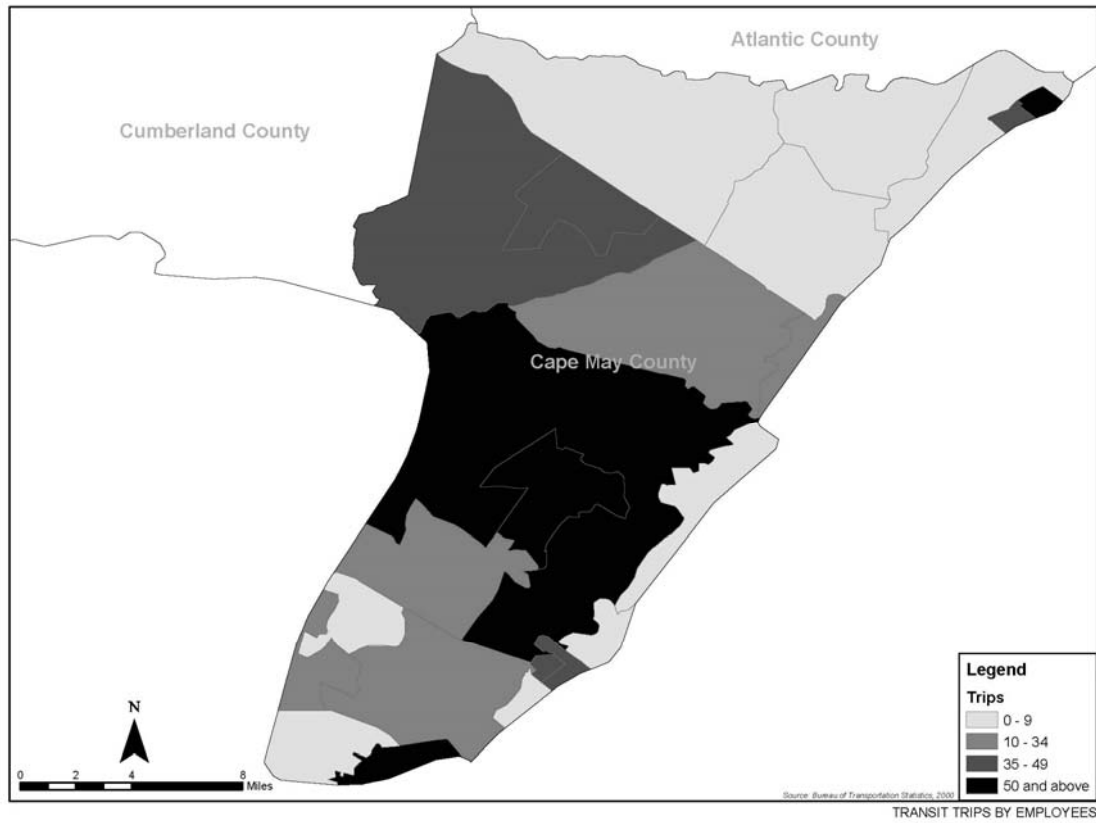 Atlantic County
Cumberland County
Cape May County
N
0 2 4 8
Miles
Legend
Trips
0 - 9
10 - 34
35 - 49
50 and above
Source: Bureau of Transportation Statistics, 2000
TRANSIT TRIPS BY EMPLOYEES